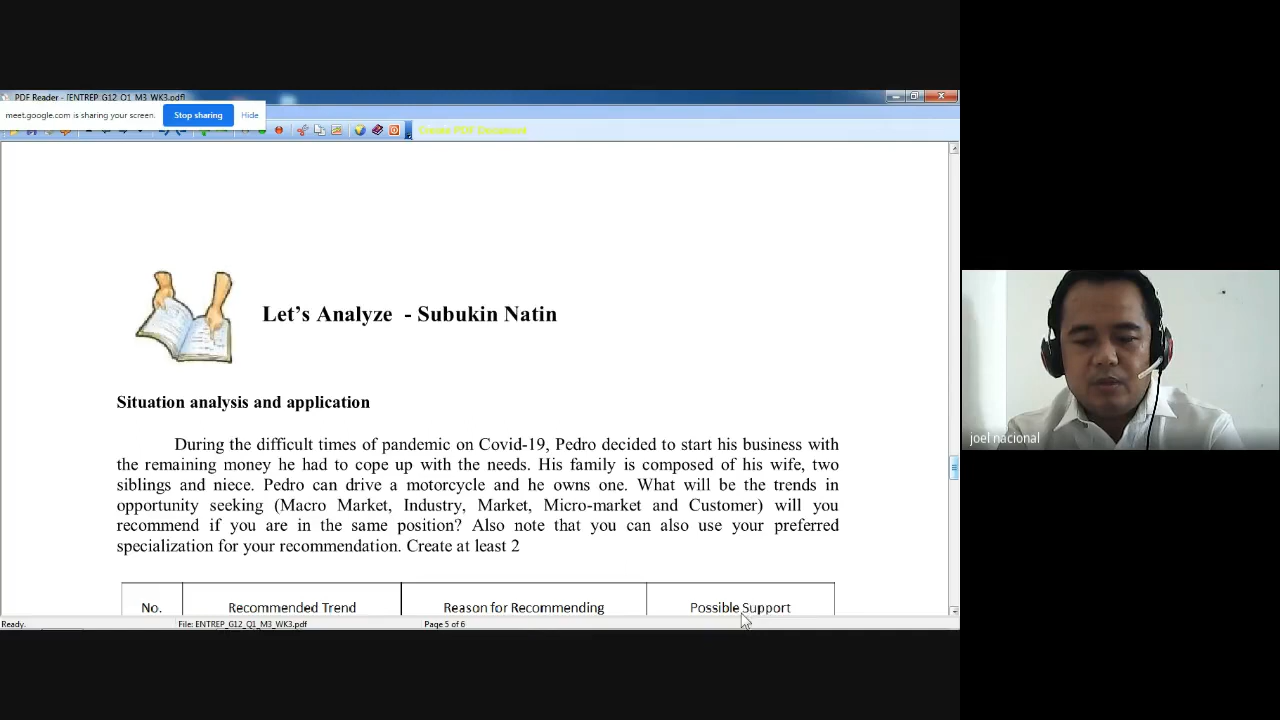 PDF Reader - [ENTREP_G12_Q1_M3_WK3.pdf]
meet.google.com is sharing your screen.
Stop sharing
Hide
Create PDF Document
Let's Analyze - Subukin Natin
Situation analysis and application
During the difficult times of pandemic on Covid-19, Pedro decided to start his business with
the remaining money he had to cope up with the needs. His family is composed of his wife, two
siblings and niece. Pedro can drive a motorcycle and he owns one. What will be the trends in
opportunity seeking (Macro Market, Industry, Market, Micro-market and Customer) will you
recommend if you are in the same position? Also note that you can also use your preferred
specialization for your recommendation. Create at least 2
No. Recommended Trend Reason for Recommending Possible Support
Ready. File: ENTREP_G12_Q1_M3_WK3.pdf Page 5 of 6
joel nacional